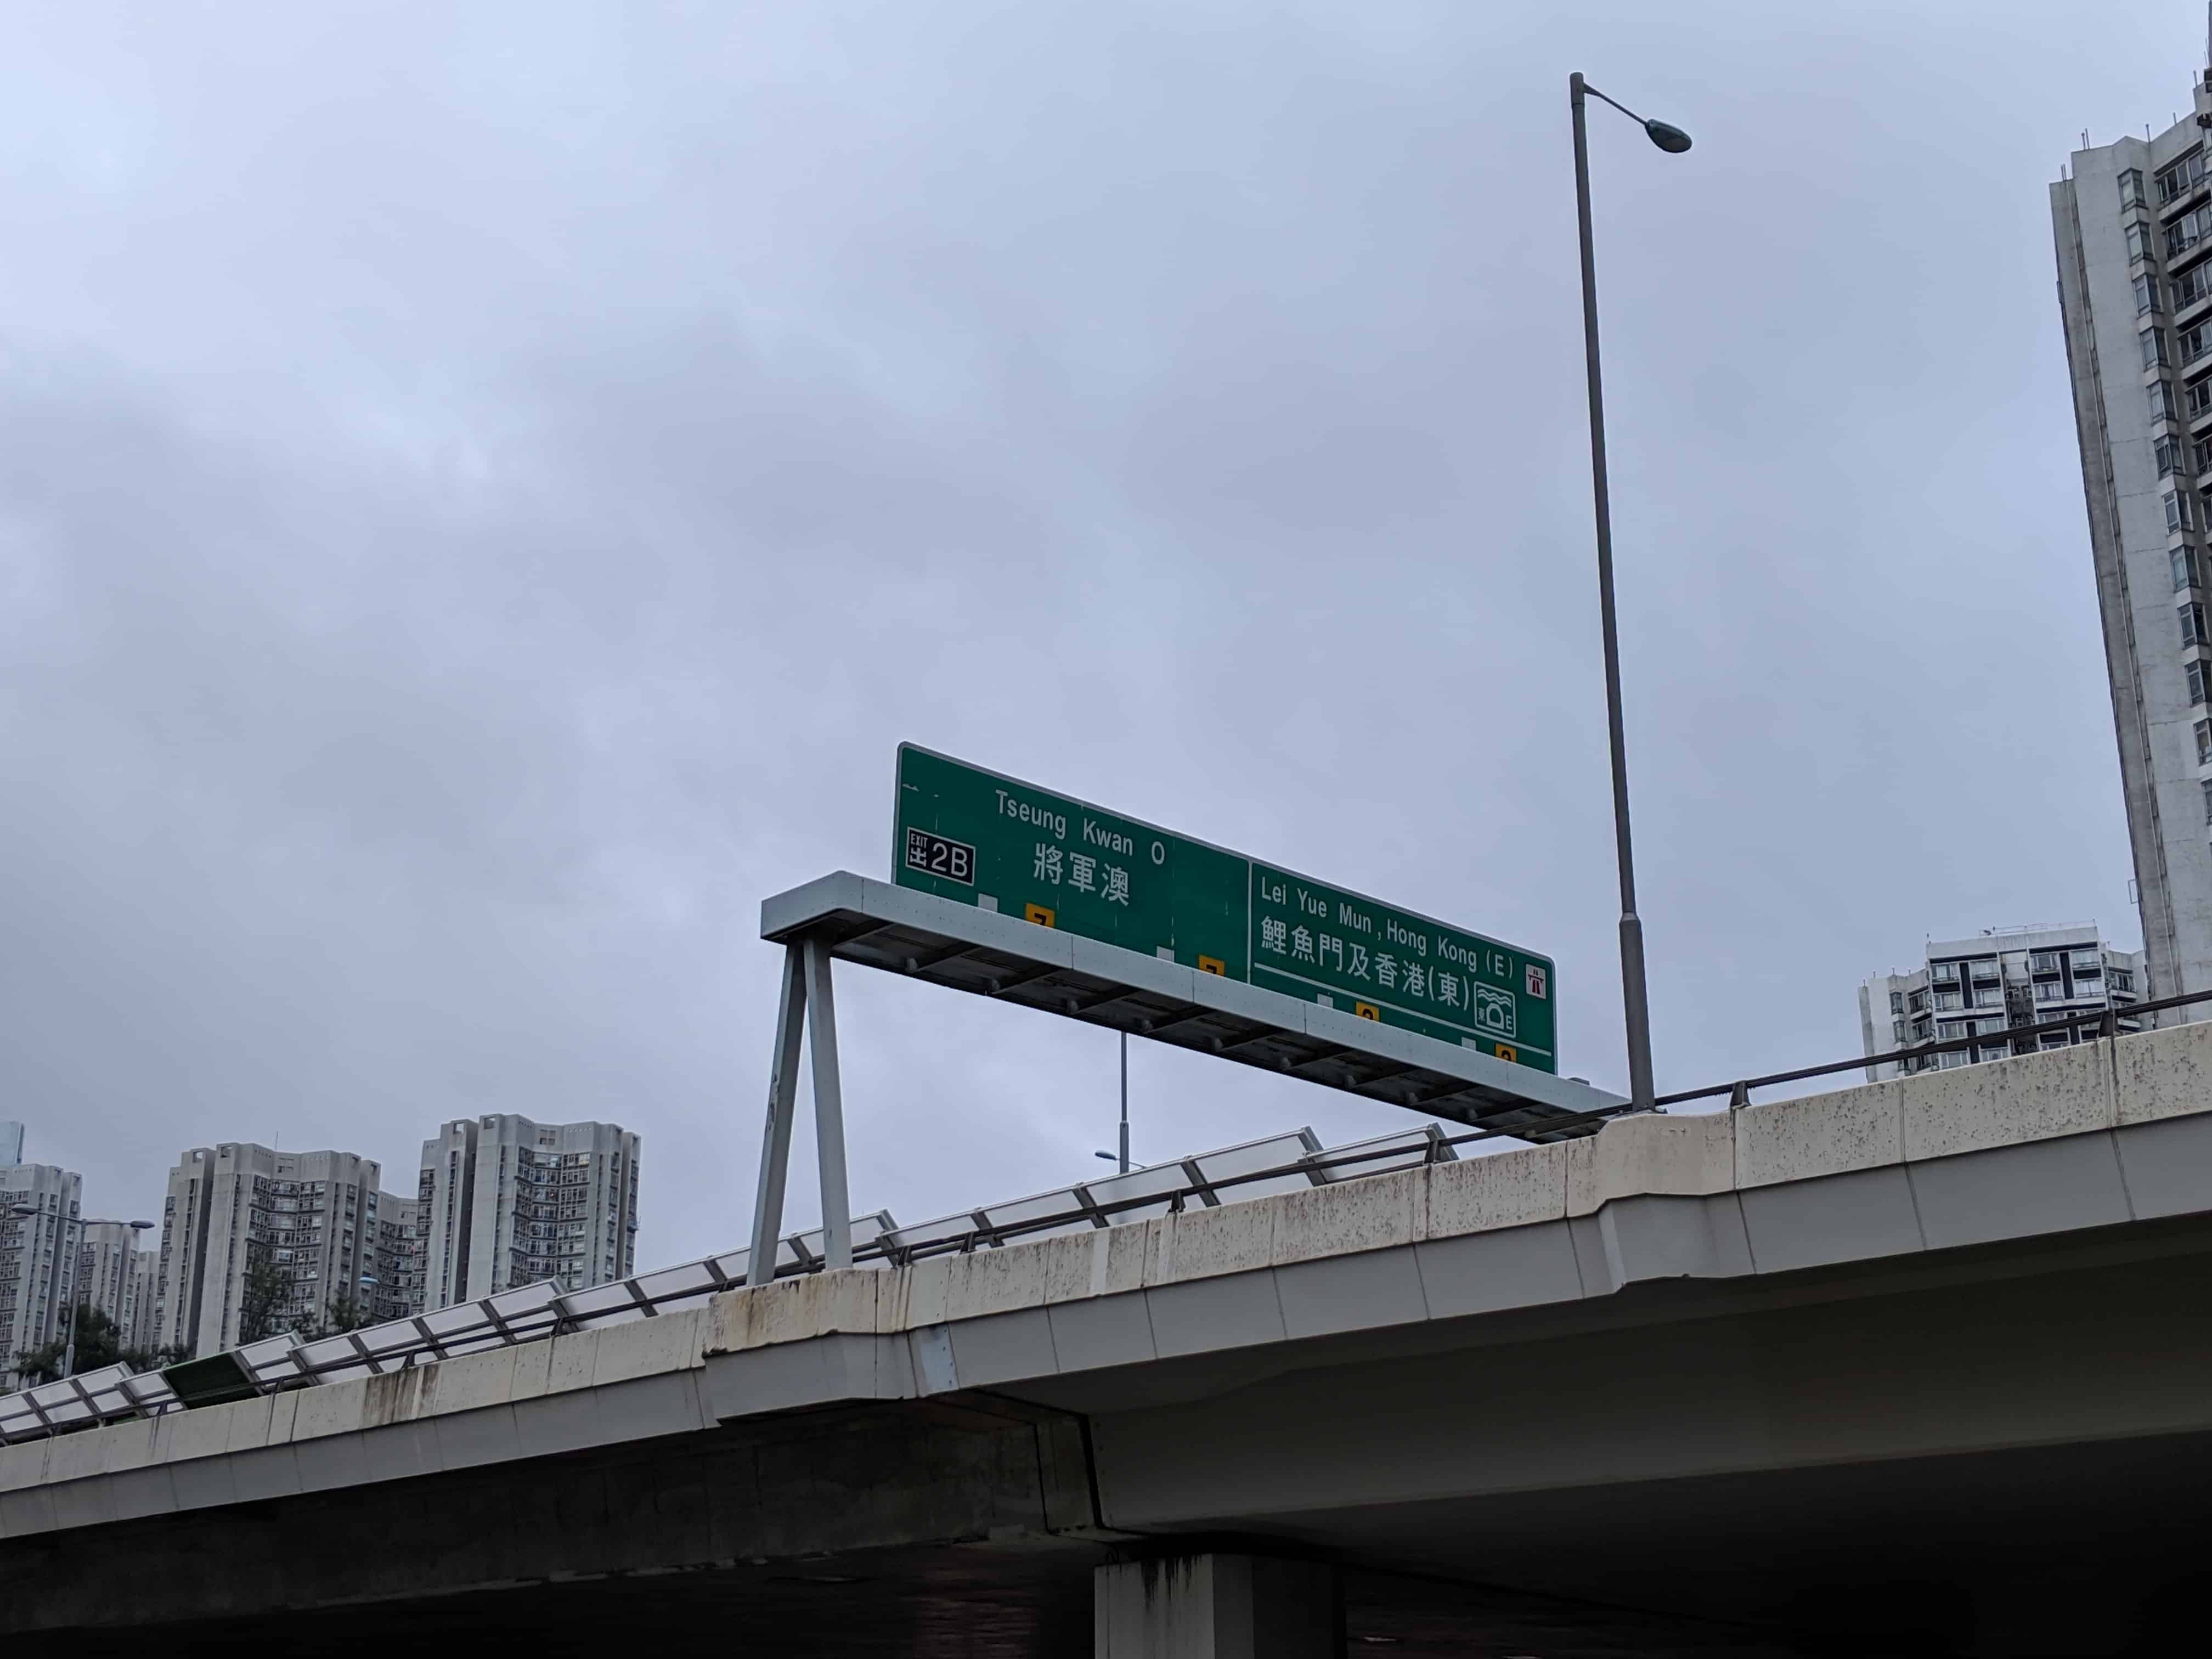 Tseung Kwan O
將軍澳
EXIT
出 2B
Lei Yue Mun, Hong Kong (E)
鯉魚門及香港(東)
東 E